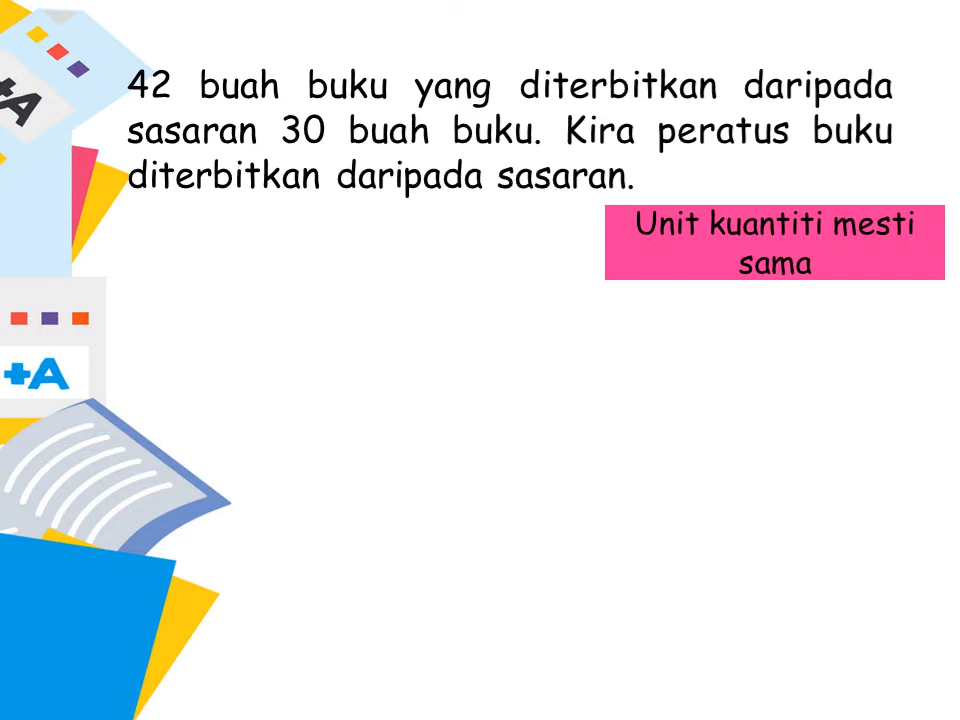 +A
42 buah buku yang diterbitkan daripada
sasaran 30 buah buku. Kira peratus buku
diterbitkan daripada sasaran.
Unit kuantiti mesti
sama
+A